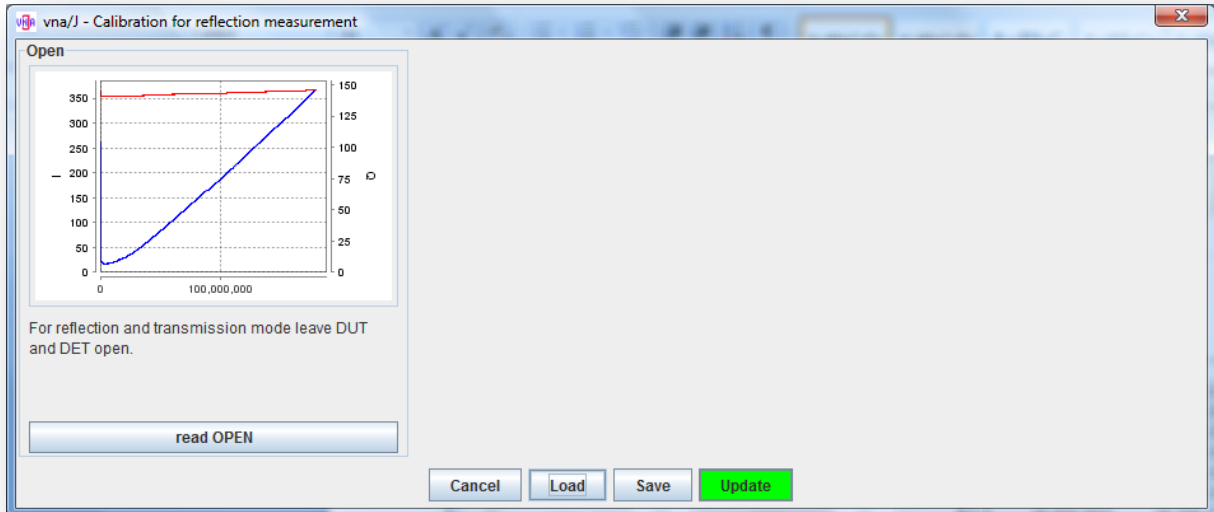 vna/J - Calibration for reflection measurement
Open
350
300
250
200
150
100
50
0
I
150
125
100
75
50
25
0
Q
0 100,000,000
For reflection and transmission mode leave DUT
and DET open.
read OPEN
Cancel Load Save Update